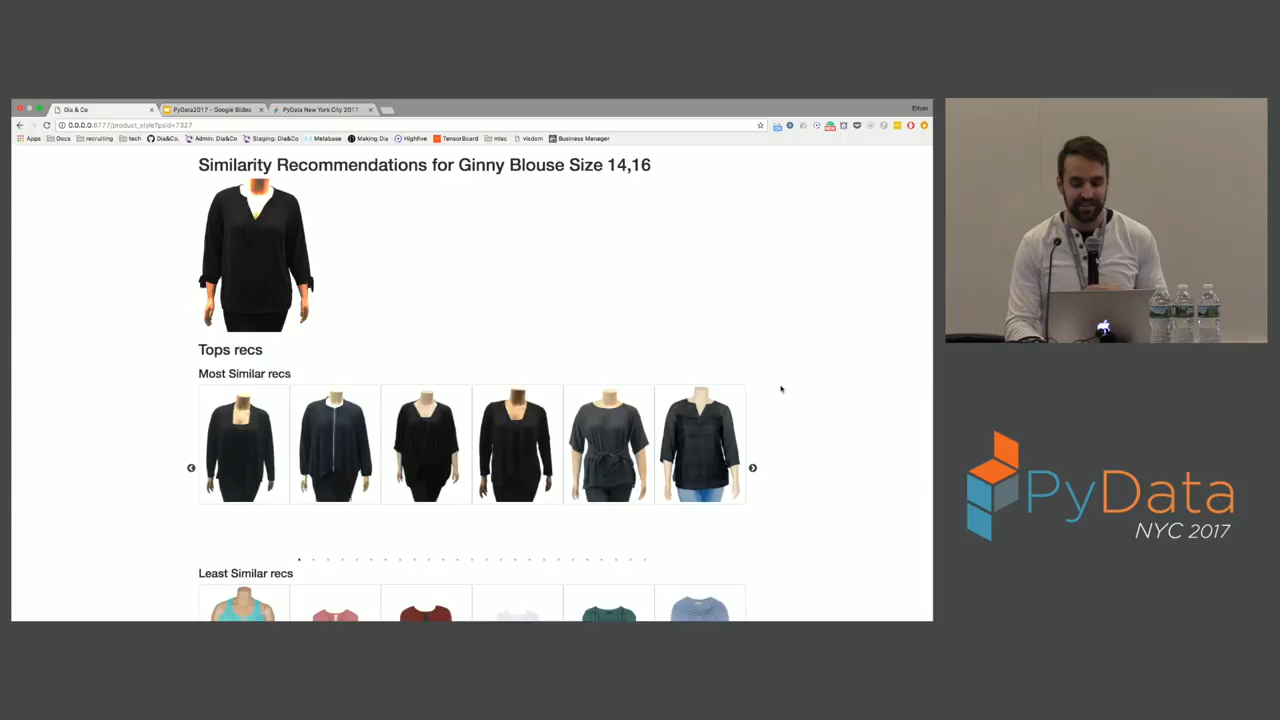 Dia & Co
PyData2017 - Google Slides
PyData New York City 2017
Ethan
0.0.0.0:8777/product_style?psid=7327
Apps
Docs
recruiting
tech
Dia&Co.
Admin: Dia&Co
Staging: Dia&Co
Metabase
Making Dia
Highfive
TensorBoard
misc
visdom
Business Manager
Similarity Recommendations for Ginny Blouse Size 14,16
Tops recs
Most Similar recs
Least Similar recs
PyData
NYC 2017